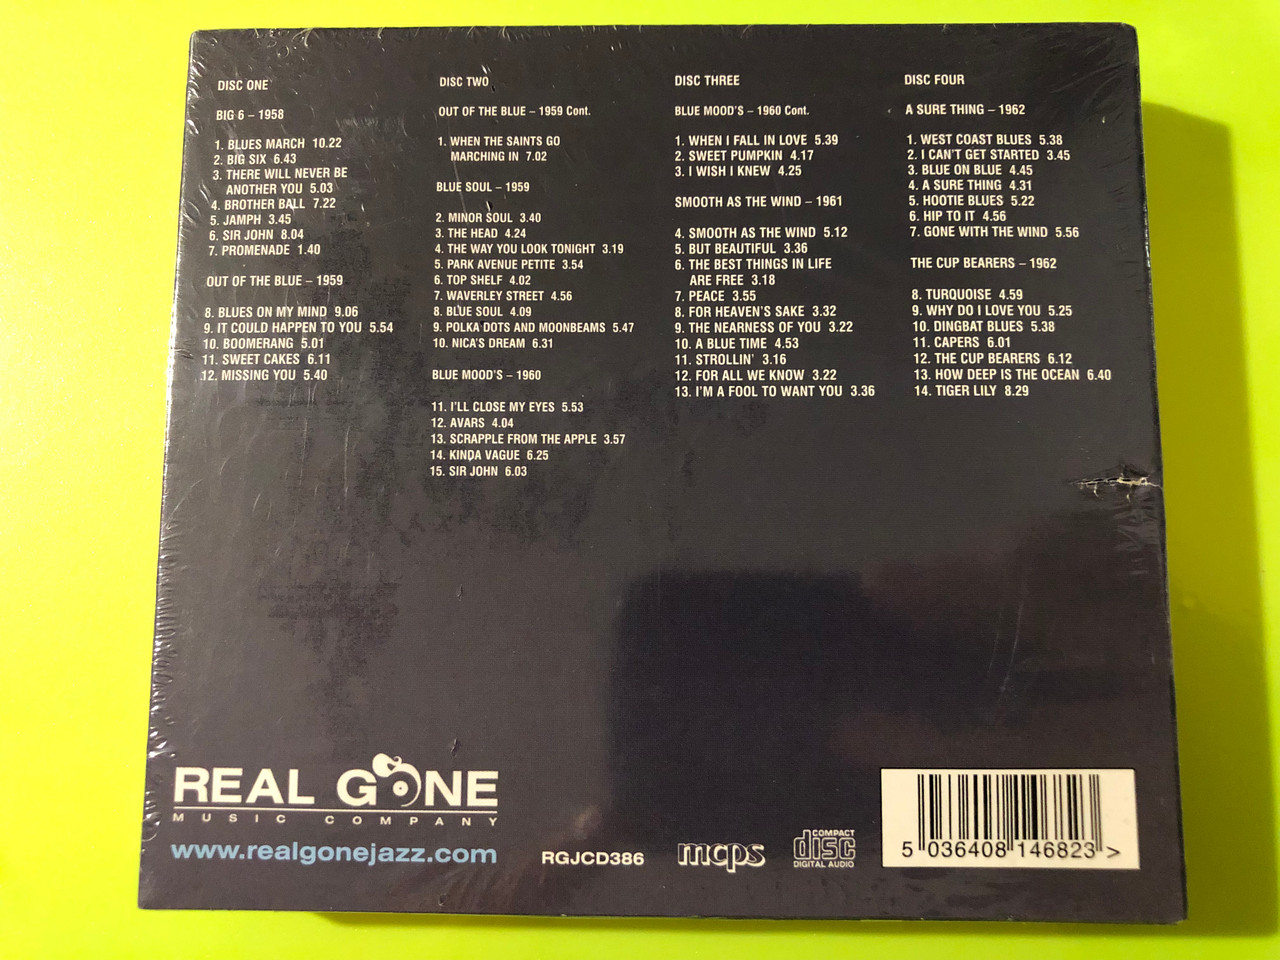 DISC ONE
BIG 6 – 1958
1. BLUES MARCH 10.22
2. BIG SIX 6.43
3. THERE WILL NEVER BE
ANOTHER YOU 5.03
4. BROTHER BALL 7.22
5. JAMPH 3.45
6. SIR JOHN 8.04
7. PROMENADE 1.40
OUT OF THE BLUE – 1959
8. BLUES ON MY MIND 9.06
9. IT COULD HAPPEN TO YOU 5.54
10. BOOMERANG 5.01
11. SWEET CAKES 6.11
12. MISSING YOU 5.40
DISC TWO
OUT OF THE BLUE – 1959 Cont.
1. WHEN THE SAINTS GO
MARCHING IN 7.02
BLUE SOUL – 1959
2. MINOR SOUL 3.40
3. THE HEAD 4.24
4. THE WAY YOU LOOK TONIGHT 3.19
5. PARK AVENUE PETITE 3.54
6. TOP SHELF 4.02
7. WAVERLEY STREET 4.56
8. BLUE SOUL 4.09
9. POLKA DOTS AND MOONBEAMS 5.47
10. NICA'S DREAM 6.31
BLUE MOOD'S – 1960
11. I'LL CLOSE MY EYES 5.53
12. AVARS 4.04
13. SCRAPPLE FROM THE APPLE 3.57
14. KINDA VAGUE 6.25
15. SIR JOHN 6.03
DISC THREE
BLUE MOOD'S – 1960 Cont.
1. WHEN I FALL IN LOVE 5.39
2. SWEET PUMPKIN 4.17
3. I WISH I KNEW 4.25
SMOOTH AS THE WIND – 1961
4. SMOOTH AS THE WIND 5.12
5. BUT BEAUTIFUL 3.36
6. THE BEST THINGS IN LIFE
ARE FREE 3.18
7. PEACE 3.55
8. FOR HEAVEN'S SAKE 3.32
9. THE NEARNESS OF YOU 3.22
10. A BLUE TIME 4.53
11. STROLLIN' 3.16
12. FOR ALL WE KNOW 3.22
13. I'M A FOOL TO WANT YOU 3.36
DISC FOUR
A SURE THING – 1962
1. WEST COAST BLUES 5.38
2. I CAN'T GET STARTED 3.45
3. BLUE ON BLUE 4.45
4. A SURE THING 4.31
5. HOOTIE BLUES 5.22
6. HIP TO IT 4.56
7. GONE WITH THE WIND 5.56
THE CUP BEARERS – 1962
8. TURQUOISE 4.59
9. WHY DO I LOVE YOU 5.25
10. DINGBAT BLUES 5.38
11. CAPERS 6.01
12. THE CUP BEARERS 6.12
13. HOW DEEP IS THE OCEAN 6.40
14. TIGER LILY 8.29
REAL GONE
MUSIC COMPANY
www.realgonejazz.com
RGJCD386
mcps
COMPACT
disc
DIGITAL AUDIO
5 036408 146823 >